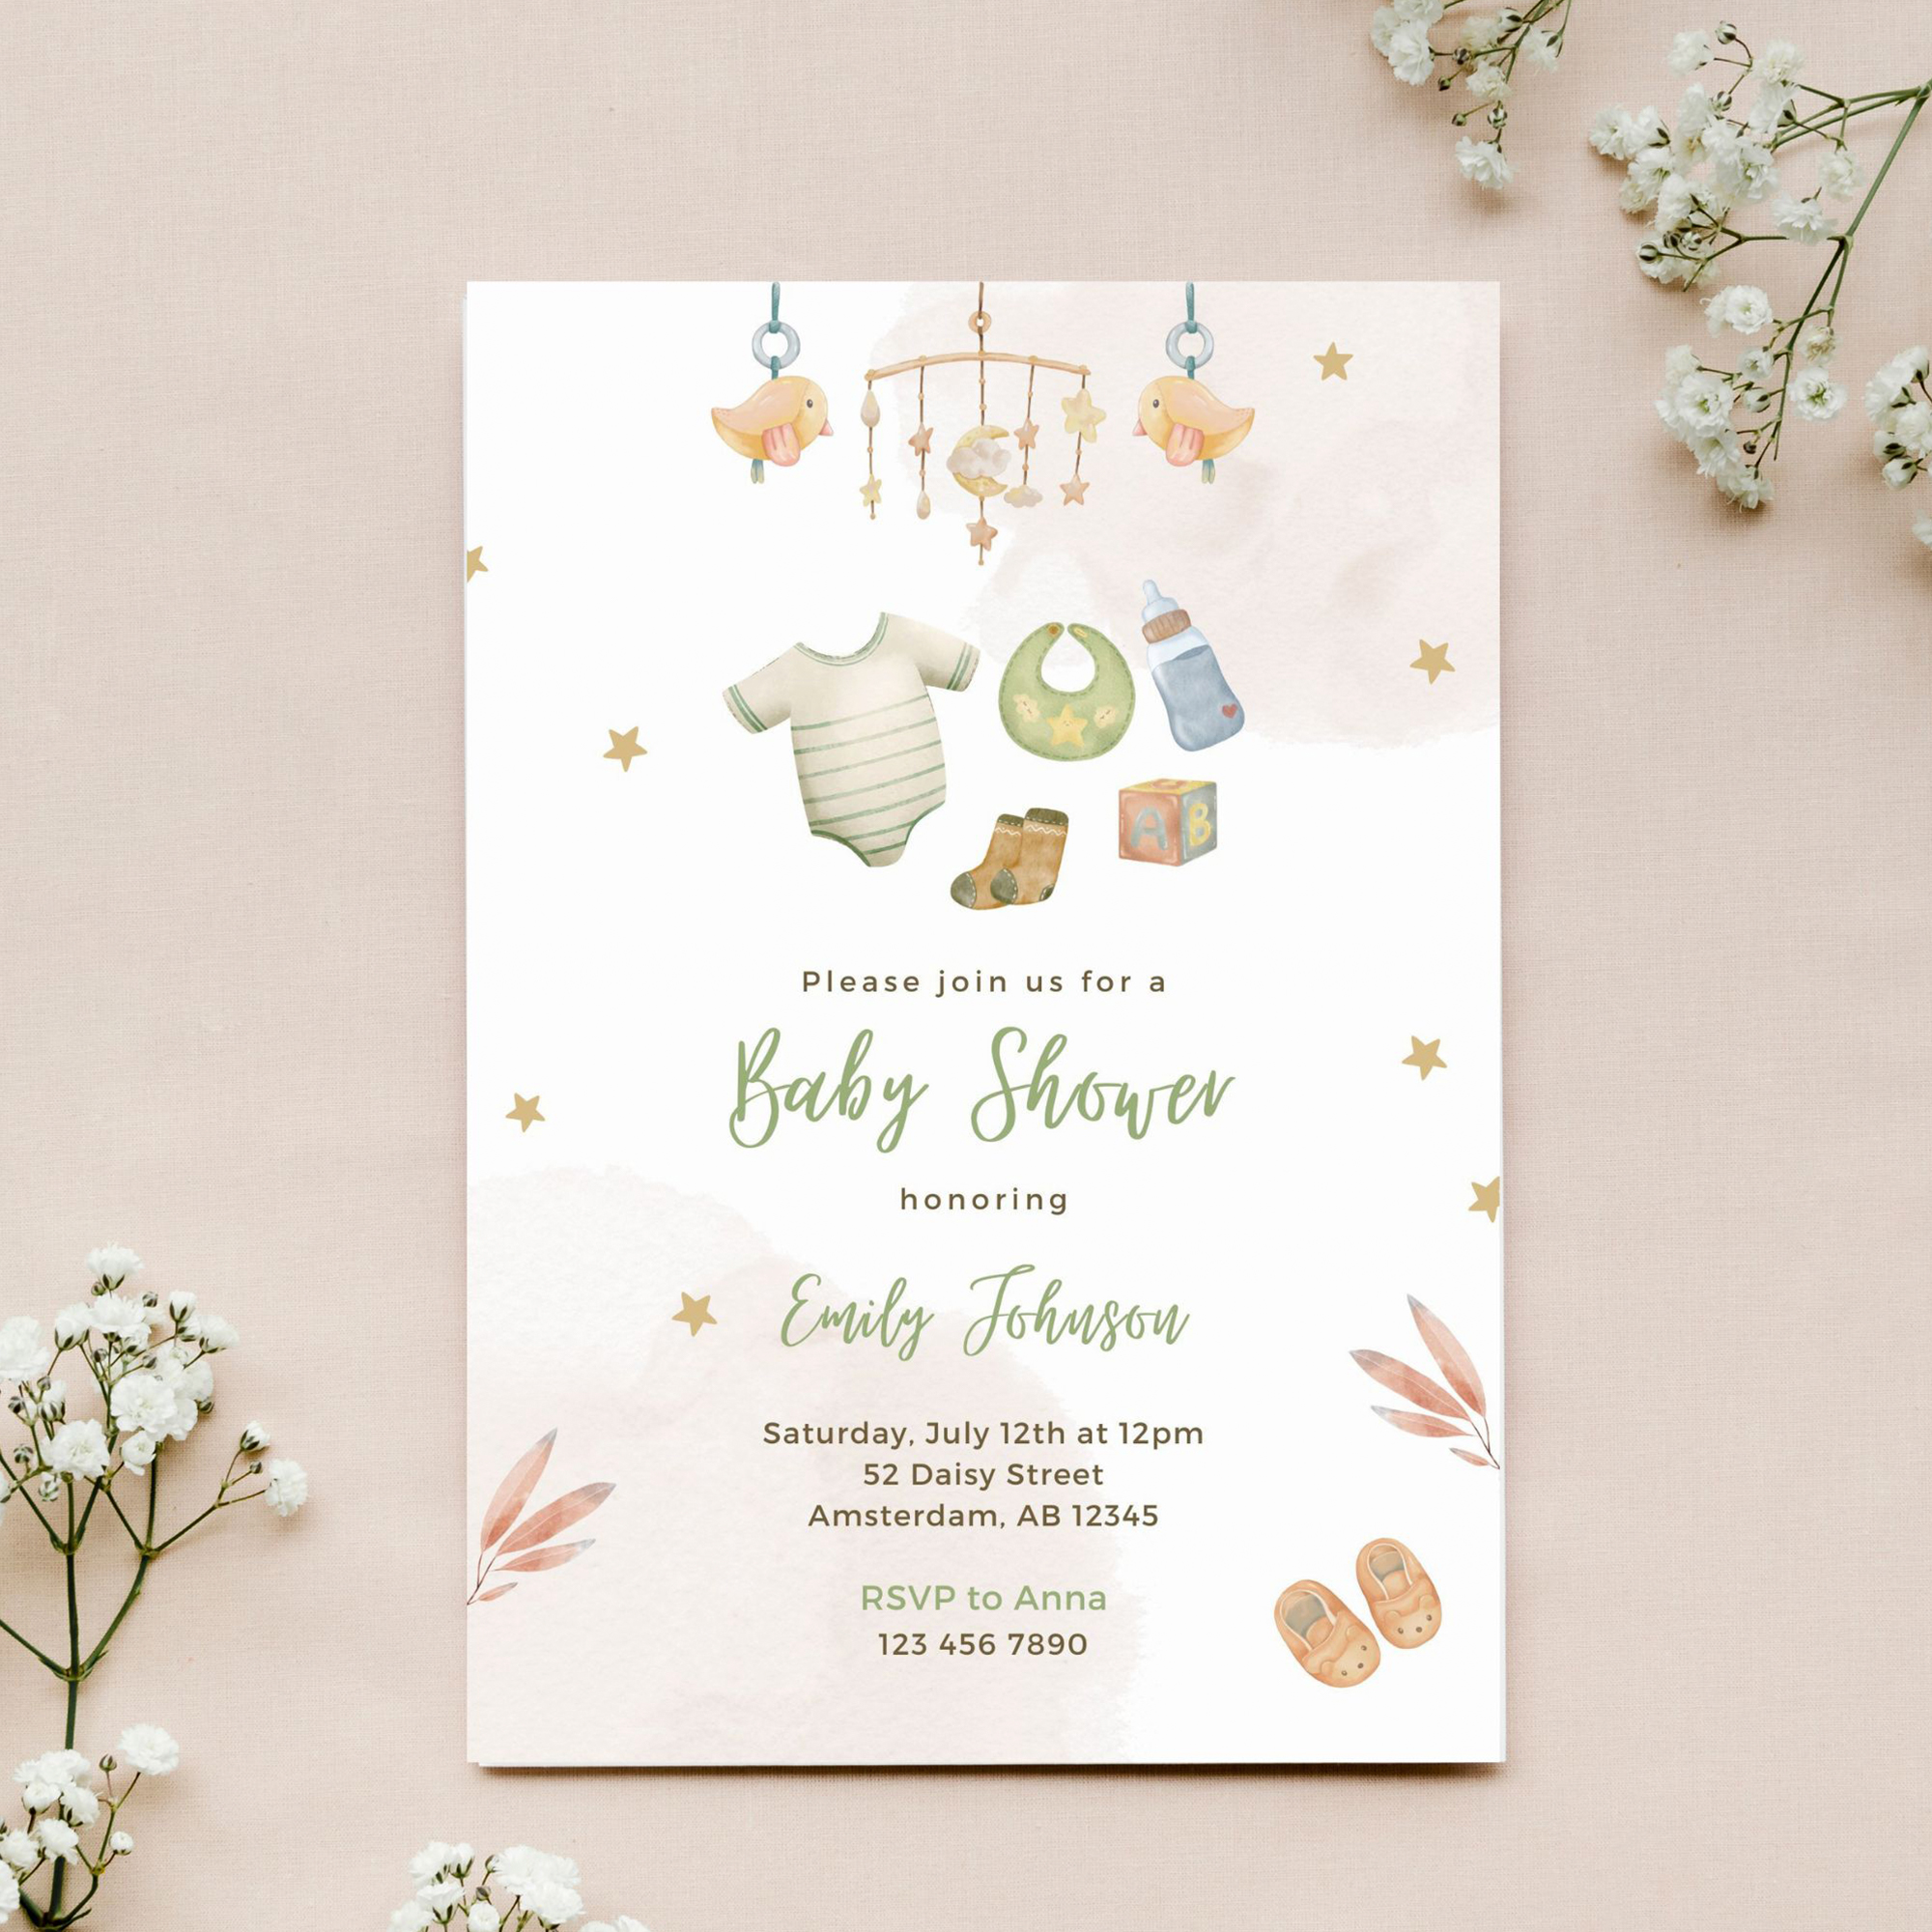 A B
Please join us for a
Baby Shower
honoring
Emily Johnson
Saturday, July 12th at 12pm
52 Daisy Street
Amsterdam, AB 12345
RSVP to Anna
123 456 7890